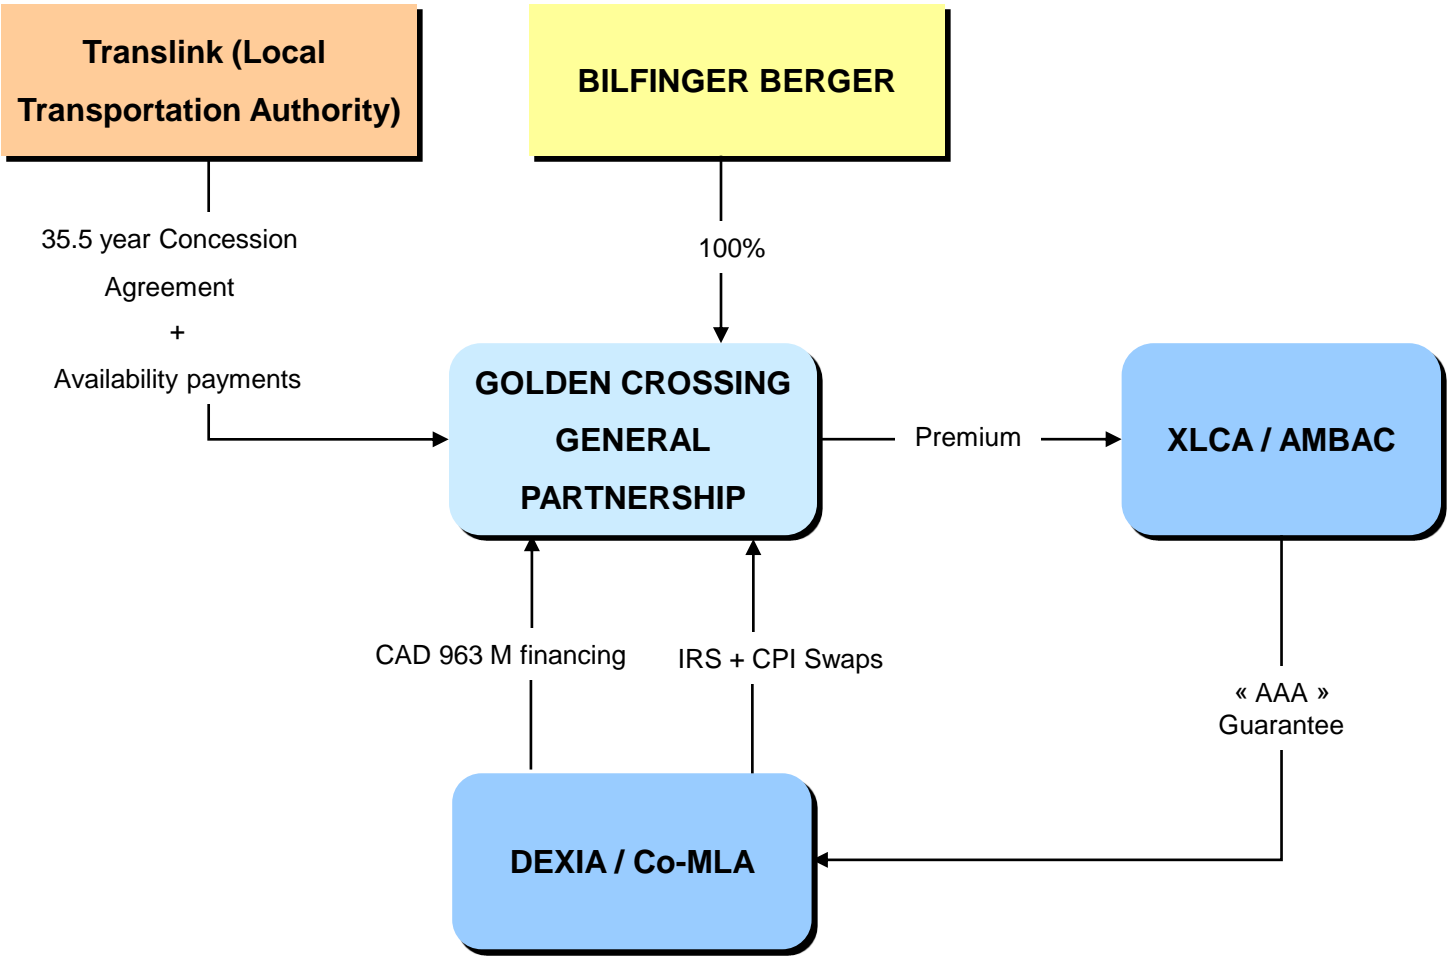 Translink (Local
Transportation Authority)
BILFINGER BERGER
35.5 year Concession
Agreement
+
Availability payments
100%
GOLDEN CROSSING
GENERAL
PARTNERSHIP
Premium
XLCA / AMBAC
CAD 963 M financing
IRS + CPI Swaps
« AAA »
Guarantee
DEXIA / Co-MLA